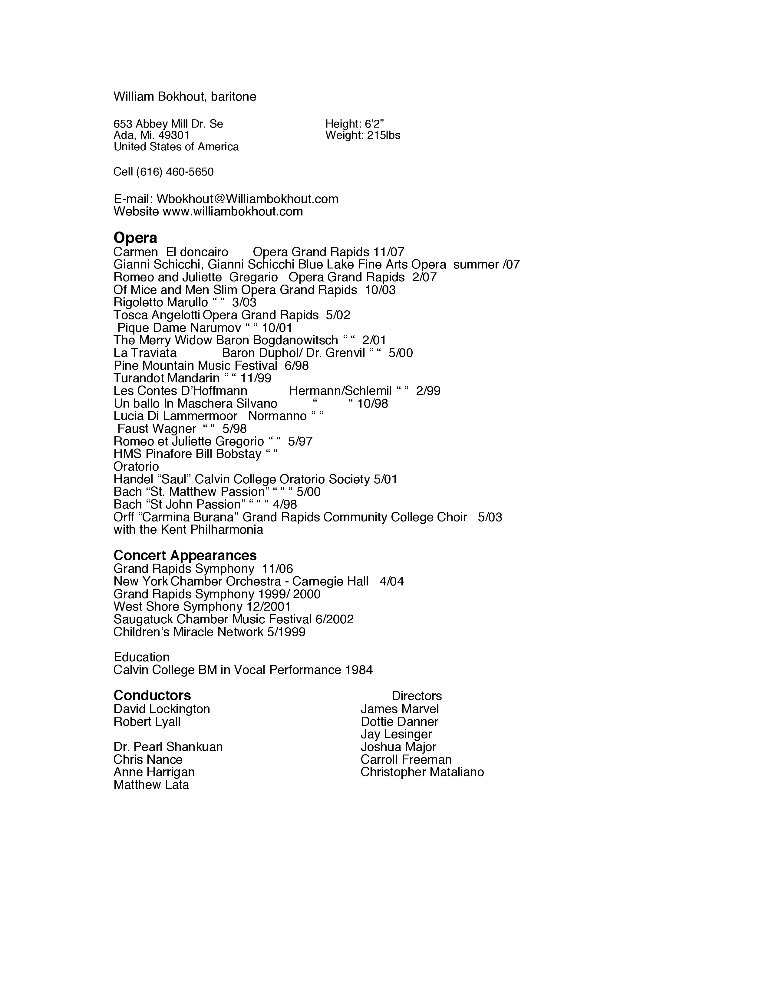 William Bokhout, baritone
653 Abbey Mill Dr. Se Height: 6'2"
Ada, Mi. 49301 Weight: 215lbs
United States of America
Cell (616) 460-5650
E-mail: Wbokhout@Williambokhout.com
Website www.williambokhout.com
Opera
Carmen El doncairo Opera Grand Rapids 11/07
Gianni Schicchi, Gianni Schicchi Blue Lake Fine Arts Opera summer /07
Romeo and Juliette Gregario Opera Grand Rapids 2/07
Of Mice and Men Slim Opera Grand Rapids 10/03
Rigoletto Marullo “ “ 3/03
Tosca Angelotti Opera Grand Rapids 5/02
Pique Dame Narumov “ “ 10/01
The Merry Widow Baron Bogdanowitsch “ “ 2/01
La Traviata Baron Duphol/ Dr. Grenvil “ “ 5/00
Pine Mountain Music Festival 6/98
Turandot Mandarin “ “ 11/99
Les Contes D’Hoffmann Hermann/Schlemil “ “ 2/99
Un ballo In Maschera Silvano “ “ 10/98
Lucia Di Lammermoor Normanno “ “
Faust Wagner “ “ 5/98
Romeo et Juliette Gregorio “ “ 5/97
HMS Pinafore Bill Bobstay “ “
Oratorio
Handel “Saul” Calvin College Oratorio Society 5/01
Bach “St. Matthew Passion” “ “ “ 5/00
Bach “St John Passion” “ “ “ 4/98
Orff “Carmina Burana” Grand Rapids Community College Choir 5/03
with the Kent Philharmonia
Concert Appearances
Grand Rapids Symphony 11/06
New York Chamber Orchestra - Carnegie Hall 4/04
Grand Rapids Symphony 1999/ 2000
West Shore Symphony 12/2001
Saugatuck Chamber Music Festival 6/2002
Children’s Miracle Network 5/1999
Education
Calvin College BM in Vocal Performance 1984
Conductors Directors
David Lockington James Marvel
Robert Lyall Dottie Danner
Jay Lesinger
Dr. Pearl Shankuan Joshua Major
Chris Nance Carroll Freeman
Anne Harrigan Christopher Mataliano
Matthew Lata